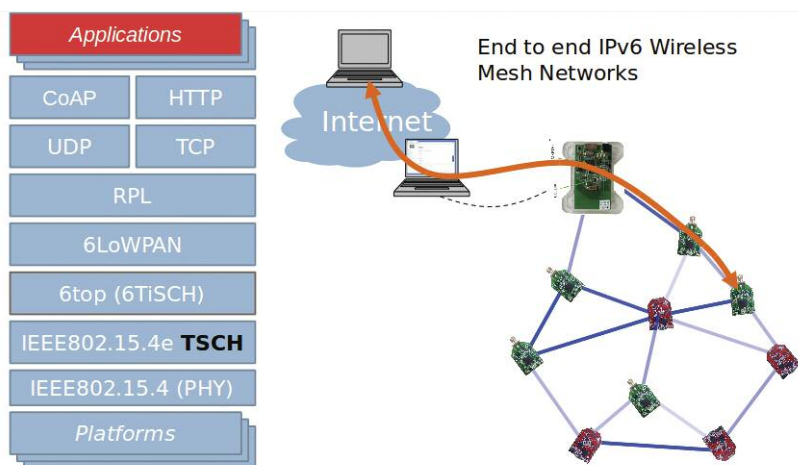 Applications
CoAP
HTTP
UDP
TCP
RPL
6LoWPAN
6top (6TiSCH)
IEEE802.15.4e TSCH
IEEE802.15.4 (PHY)
Platforms
End to end IPv6 Wireless
Mesh Networks
Internet